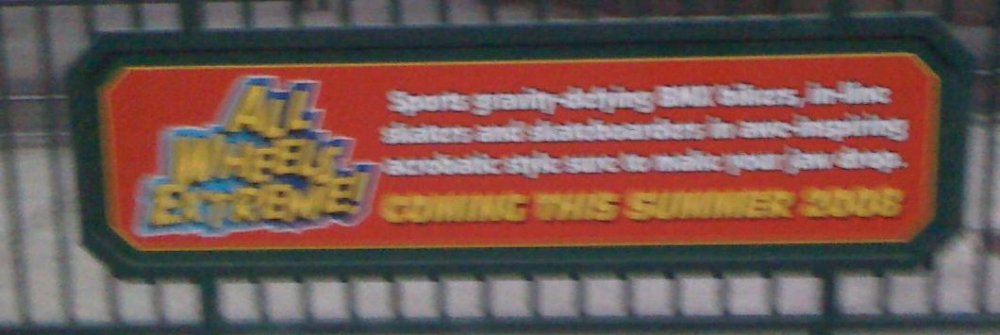 ALL
WHEELS
EXTREME!
Sports gravity-defying BMX bikers, in-line
skaters and skateboarders in awe-inspiring
acrobatic style sure to make your jaw drop.
COMING THIS SUMMER 2008